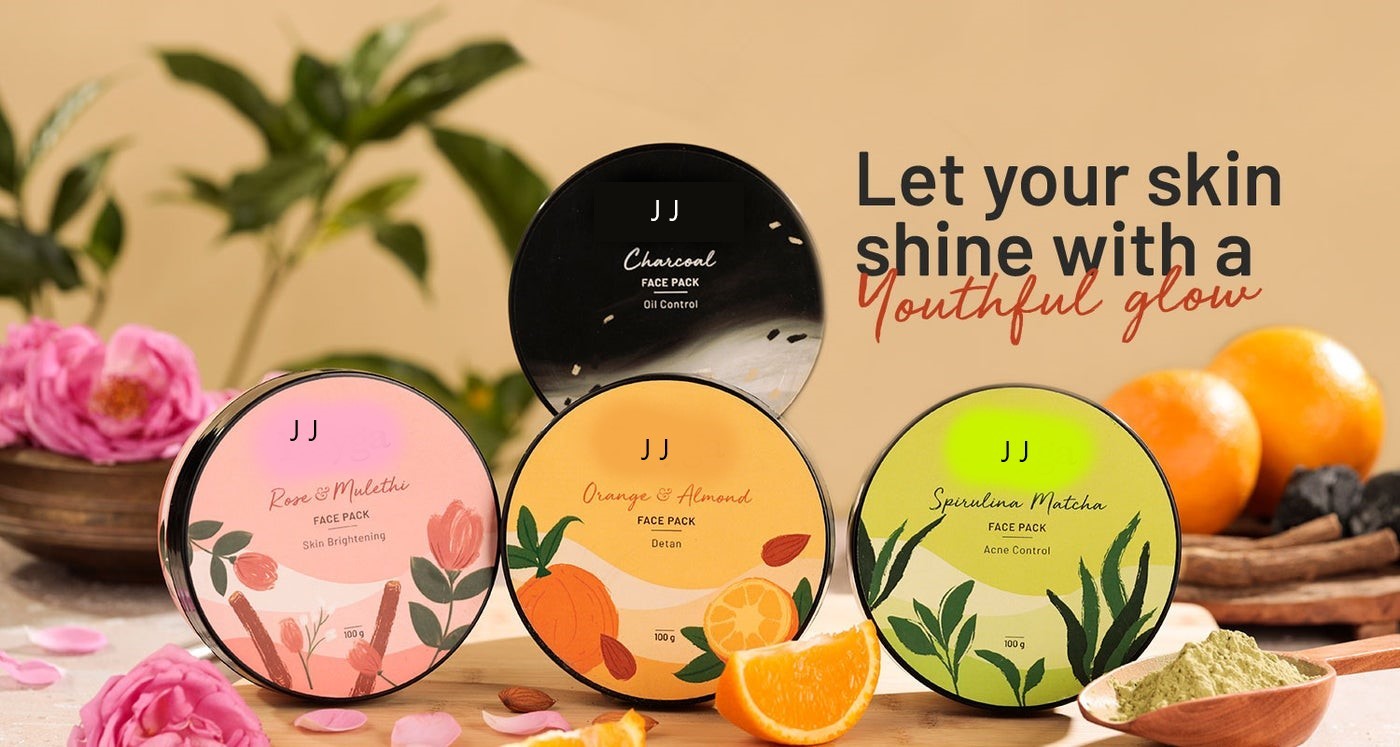 Let your skin
shine with a
Youthful glow
J J
Charcoal
FACE PACK
Oil Control
J J
Rose & Mulethi
FACE PACK
Skin Brightening
100 g
J J
Orange & Almond
FACE PACK
Detan
100 g
J J
Spirulina Matcha
FACE PACK
Acne Control
100 g